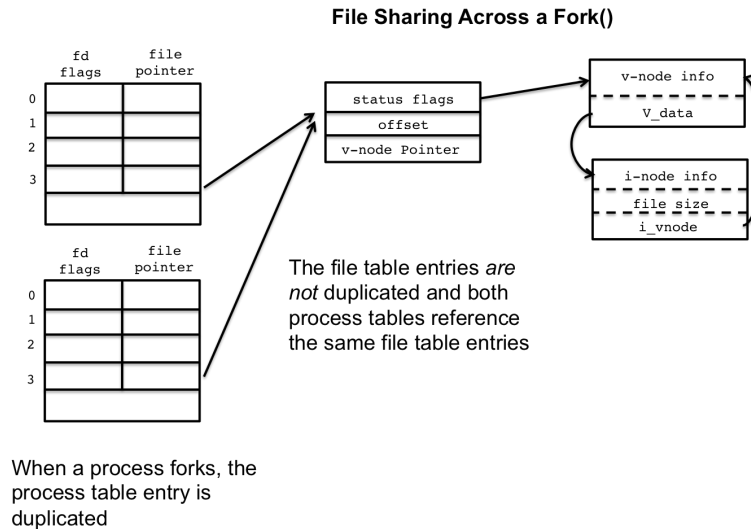 File Sharing Across a Fork()
fd
flags
file
pointer
0
1
2
3
status flags
offset
v-node Pointer
v-node info
V_data
i-node info
file size
i_vnode
fd
flags
file
pointer
0
1
2
3
The file table entries are
not duplicated and both
process tables reference
the same file table entries
When a process forks, the
process table entry is
duplicated